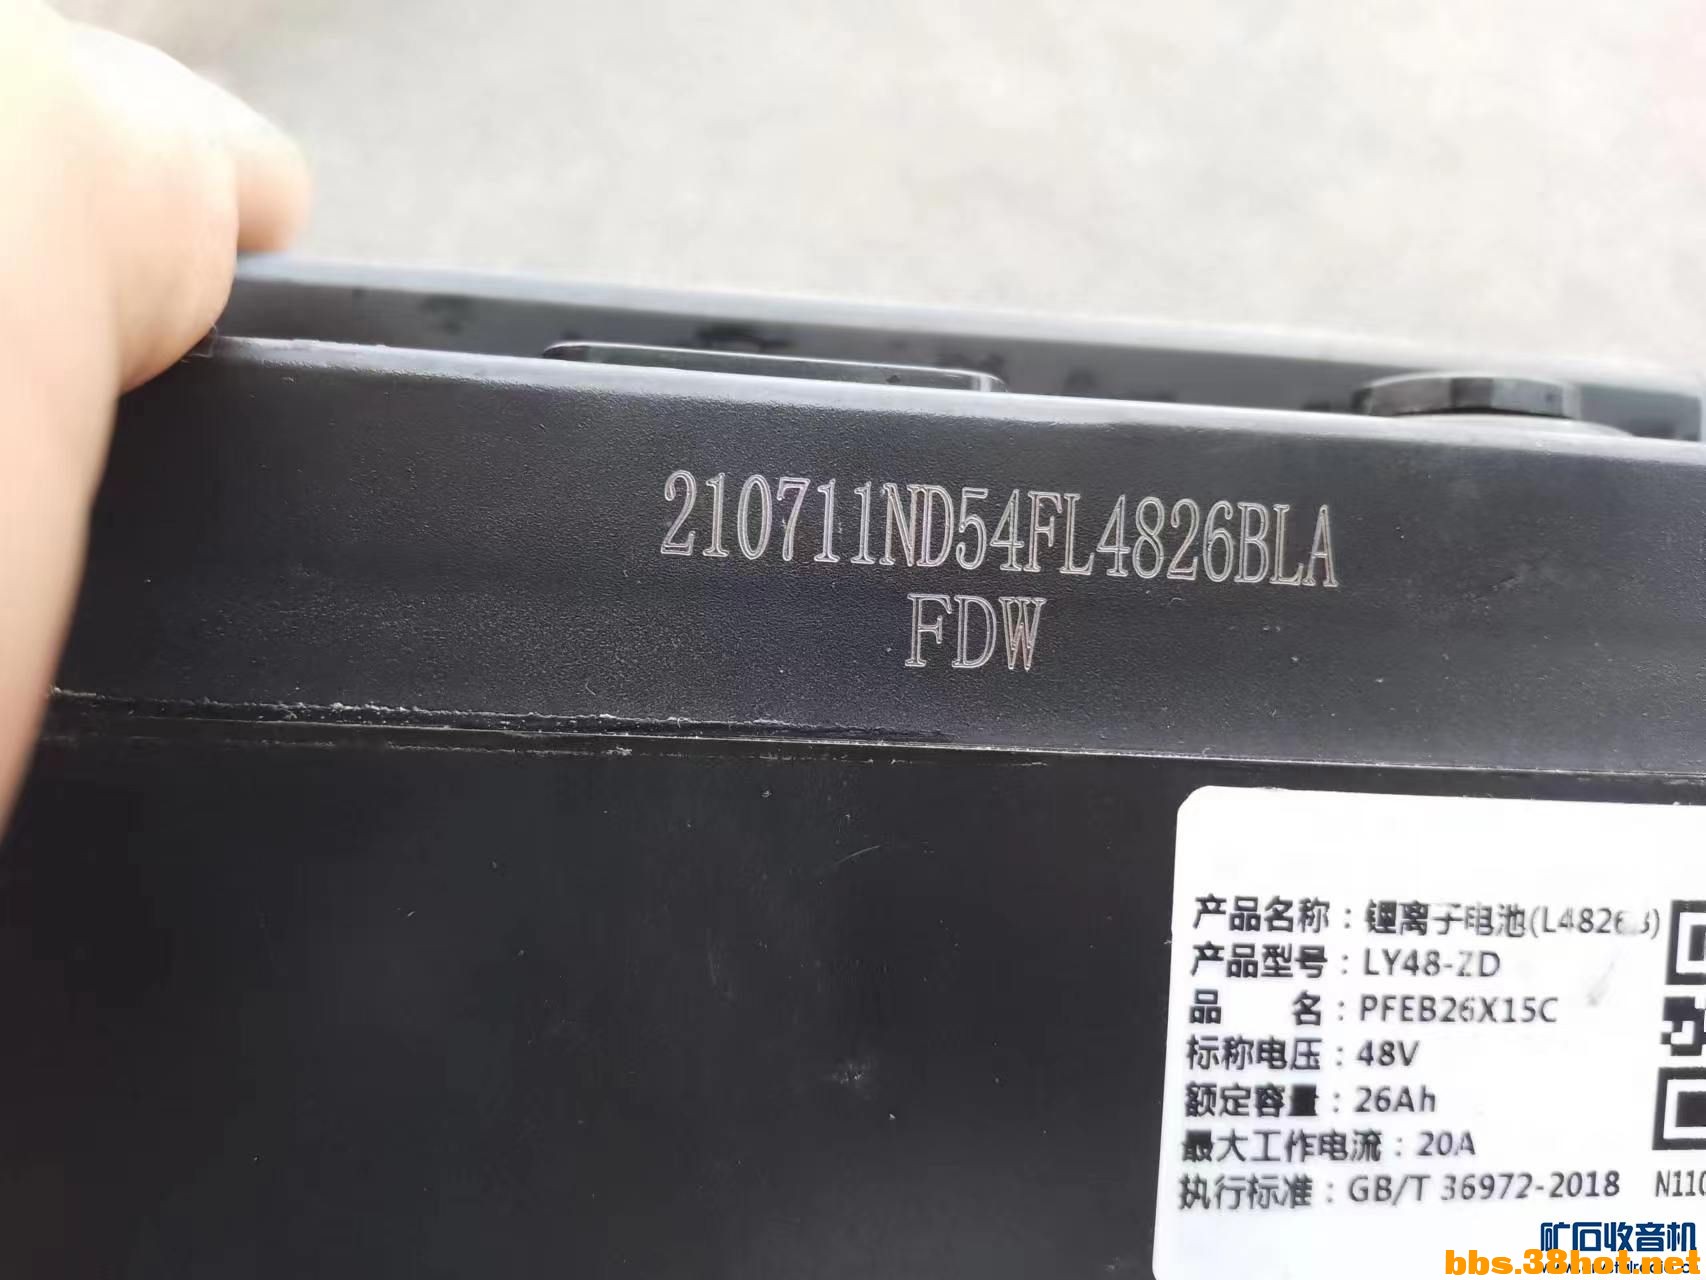 210711ND54FL4826BLA
FDW
产品名称：锂离子电池(L4826B)
产品型号：LY48-ZD
品 名：PFEB26X15C
标称电压：48V
额定容量：26Ah
最大工作电流：20A
执行标准：GB/T 36972-2018
N110
矿石收音机
bbs.38hot.net